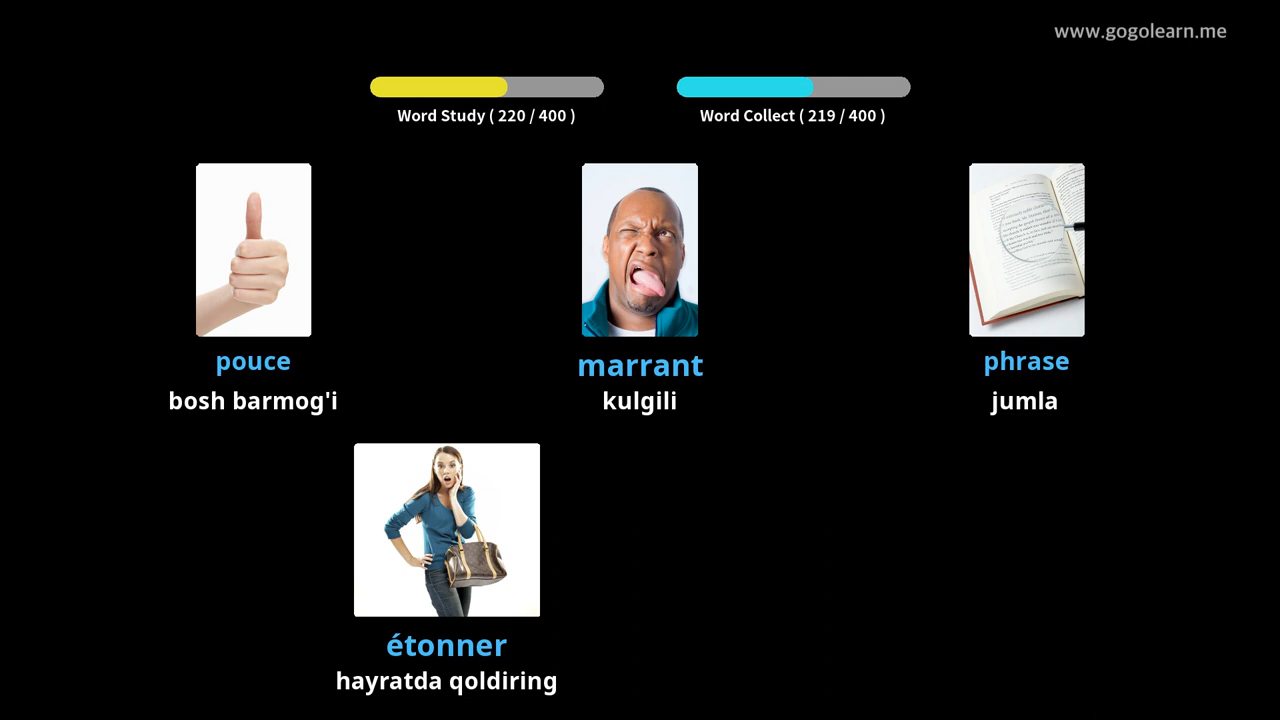 www.gogolearn.me
Word Study ( 220 / 400 )
Word Collect ( 219 / 400 )
pouce
bosh barmog'i
marrant
kulgili
phrase
jumla
étonner
hayratda qoldiring